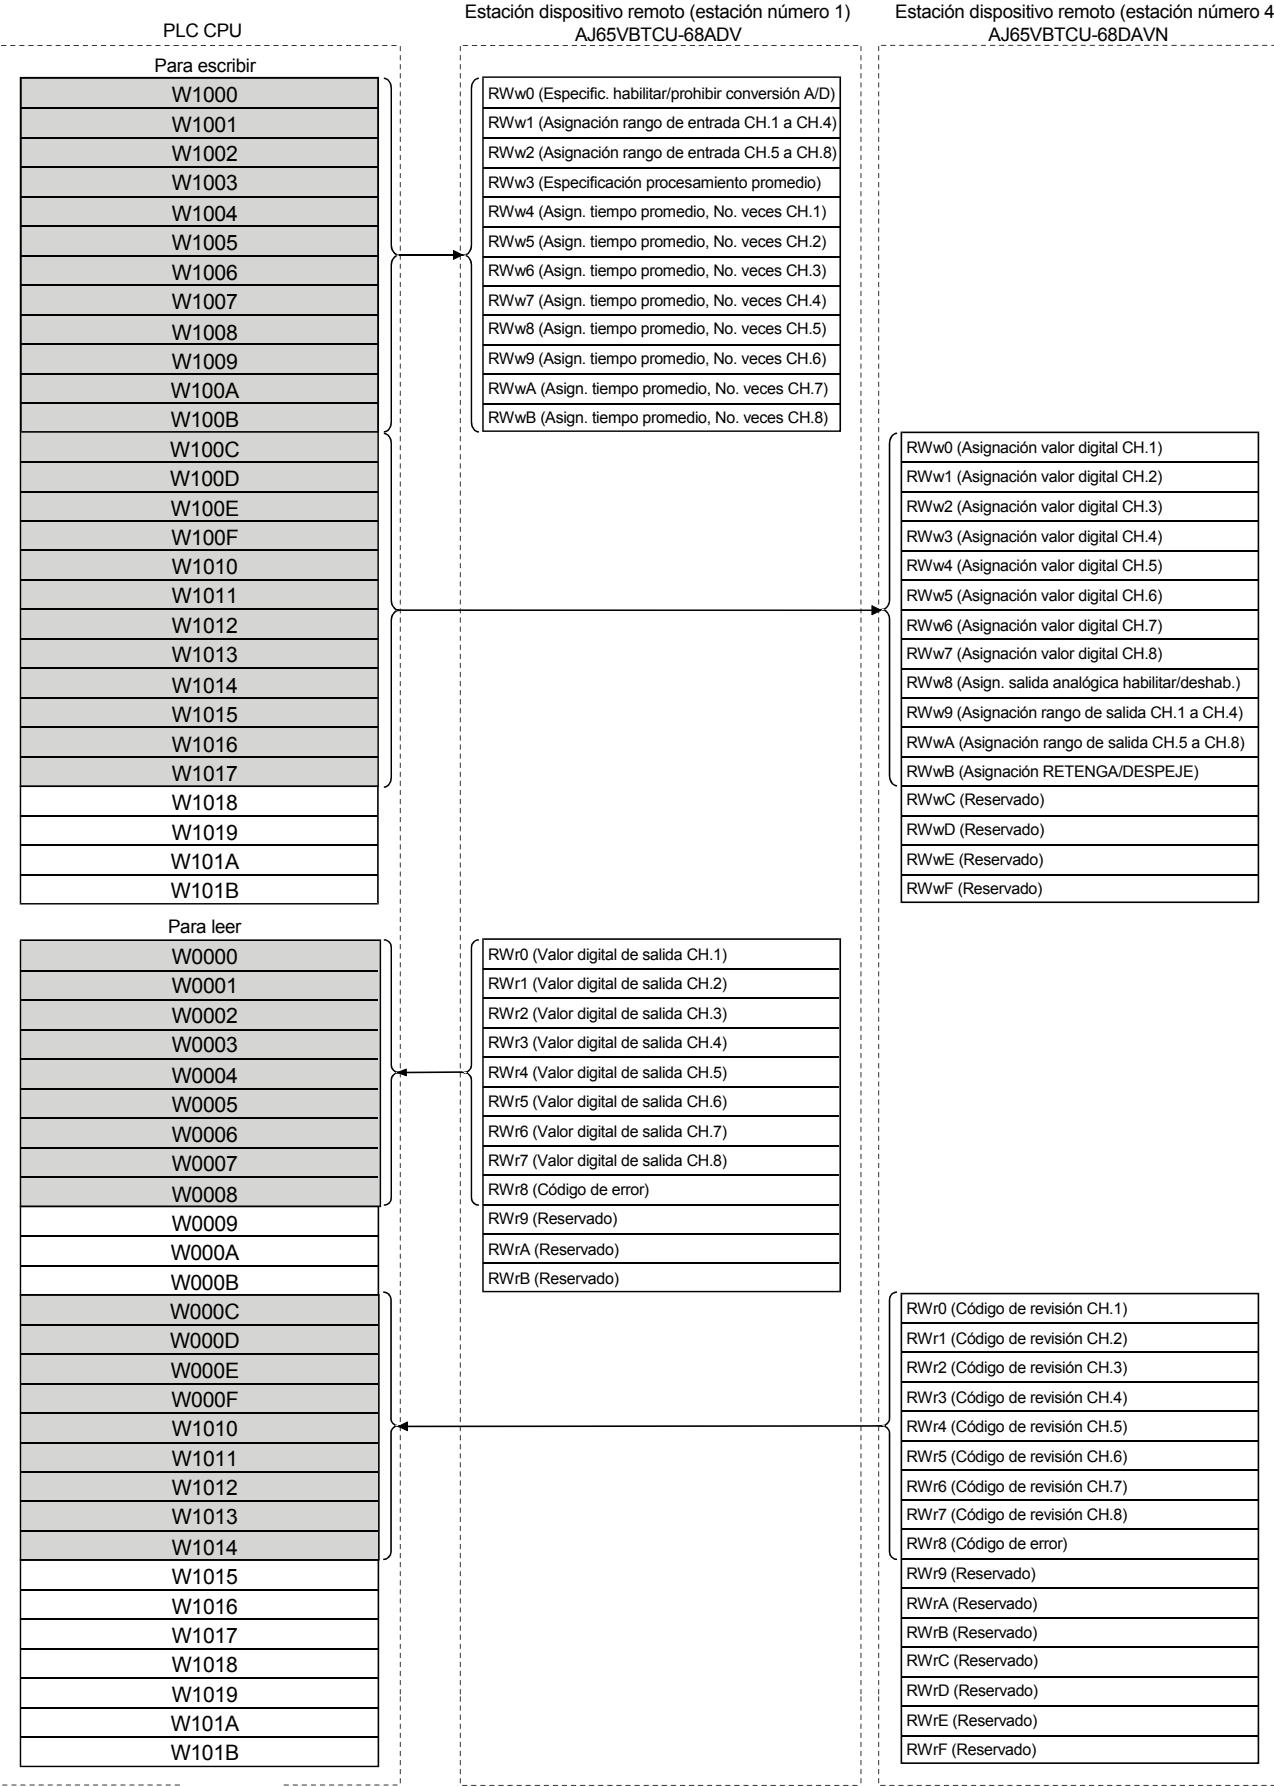 PLC CPU
Estación dispositivo remoto (estación número 1)
AJ65VBTCU-68ADV
Estación dispositivo remoto (estación número 4
AJ65VBTCU-68DAVN
Para escribir
W1000
W1001
W1002
W1003
W1004
W1005
W1006
W1007
W1008
W1009
W100A
W100B
W100C
W100D
W100E
W100F
W1010
W1011
W1012
W1013
W1014
W1015
W1016
W1017
W1018
W1019
W101A
W101B
RWw0 (Especific. habilitar/prohibir conversión A/D)
RWw1 (Asignación rango de entrada CH.1 a CH.4)
RWw2 (Asignación rango de entrada CH.5 a CH.8)
RWw3 (Especificación procesamiento promedio)
RWw4 (Asign. tiempo promedio, No. veces CH.1)
RWw5 (Asign. tiempo promedio, No. veces CH.2)
RWw6 (Asign. tiempo promedio, No. veces CH.3)
RWw7 (Asign. tiempo promedio, No. veces CH.4)
RWw8 (Asign. tiempo promedio, No. veces CH.5)
RWw9 (Asign. tiempo promedio, No. veces CH.6)
RWwA (Asign. tiempo promedio, No. veces CH.7)
RWwB (Asign. tiempo promedio, No. veces CH.8)
RWw0 (Asignación valor digital CH.1)
RWw1 (Asignación valor digital CH.2)
RWw2 (Asignación valor digital CH.3)
RWw3 (Asignación valor digital CH.4)
RWw4 (Asignación valor digital CH.5)
RWw5 (Asignación valor digital CH.6)
RWw6 (Asignación valor digital CH.7)
RWw7 (Asignación valor digital CH.8)
RWw8 (Asign. salida analógica habilitar/deshab.)
RWw9 (Asignación rango de salida CH.1 a CH.4)
RWwA (Asignación rango de salida CH.5 a CH.8)
RWwB (Asignación RETENGA/DESPEJE)
RWwC (Reservado)
RWwD (Reservado)
RWwE (Reservado)
RWwF (Reservado)
Para leer
W0000
W0001
W0002
W0003
W0004
W0005
W0006
W0007
W0008
W0009
W000A
W000B
W000C
W000D
W000E
W000F
W1010
W1011
W1012
W1013
W1014
W1015
W1016
W1017
W1018
W1019
W101A
W101B
RWr0 (Valor digital de salida CH.1)
RWr1 (Valor digital de salida CH.2)
RWr2 (Valor digital de salida CH.3)
RWr3 (Valor digital de salida CH.4)
RWr4 (Valor digital de salida CH.5)
RWr5 (Valor digital de salida CH.6)
RWr6 (Valor digital de salida CH.7)
RWr7 (Valor digital de salida CH.8)
RWr8 (Código de error)
RWr9 (Reservado)
RWrA (Reservado)
RWrB (Reservado)
RWr0 (Código de revisión CH.1)
RWr1 (Código de revisión CH.2)
RWr2 (Código de revisión CH.3)
RWr3 (Código de revisión CH.4)
RWr4 (Código de revisión CH.5)
RWr5 (Código de revisión CH.6)
RWr6 (Código de revisión CH.7)
RWr7 (Código de revisión CH.8)
RWr8 (Código de error)
RWr9 (Reservado)
RWrA (Reservado)
RWrB (Reservado)
RWrC (Reservado)
RWrD (Reservado)
RWrE (Reservado)
RWrF (Reservado)